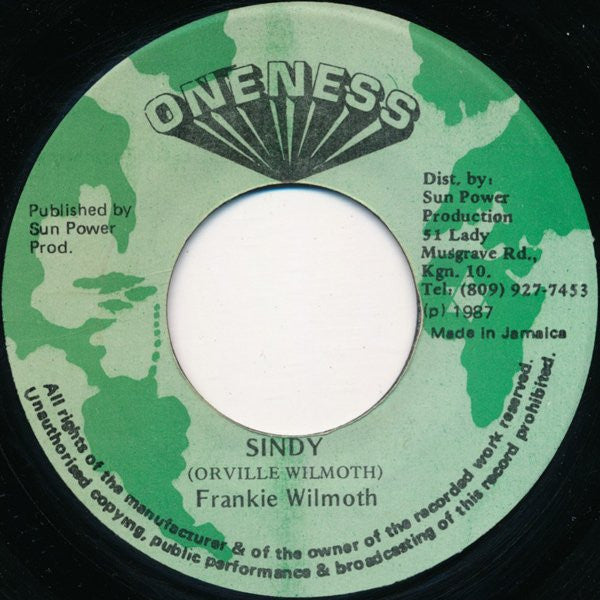 ONENESS
Published by
Sun Power
Prod.
Dist. by:
Sun Power
Production
51 Lady
Musgrave Rd.,
Kgn. 10.
Tel: (809) 927-7453
(p) 1987
Made in Jamaica
SINDY
(ORVILLE WILMOTH)
Frankie Wilmoth
All rights of the manufacturer & of the owner of the recorded work reserved.
Unauthorised copying, public performance & broadcasting of this record prohibited.